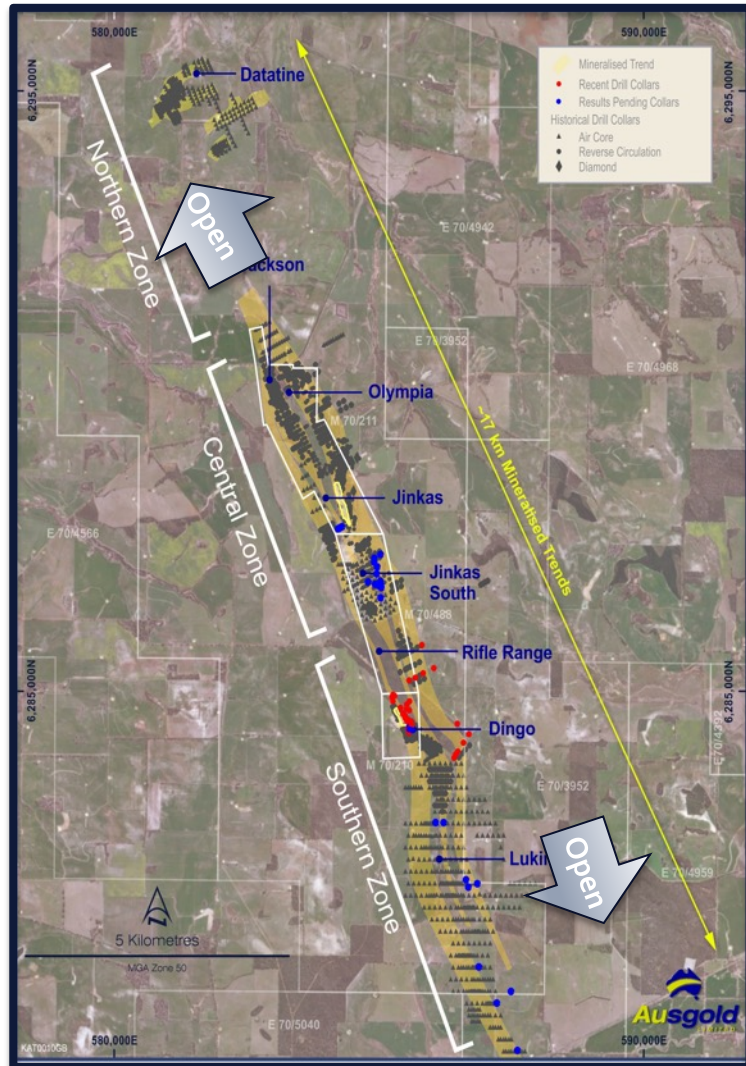 580,000E
590,000E
6,295,000N
6,295,000N
Mineralised Trend
Recent Drill Collars
Results Pending Collars
Historical Drill Collars
Air Core
Reverse Circulation
Diamond
Datatine
Northern Zone
Open
ckson
E 70/4942
E 70/3952
E 70/4968
Olympia
M 70/211
~17 km Mineralised Trends
Central Zone
Jinkas
E 70/4566
Jinkas
South
M 70/488
Rifle Range
6,285,000N
6,285,000N
Dingo
M 70/210
E 70/3952
Southern Zone
Open
E 70/4959
5 Kilometres
MGA Zone 50
Ausgold
E 70/5040
KAT0010GB
580,000E
590,000E